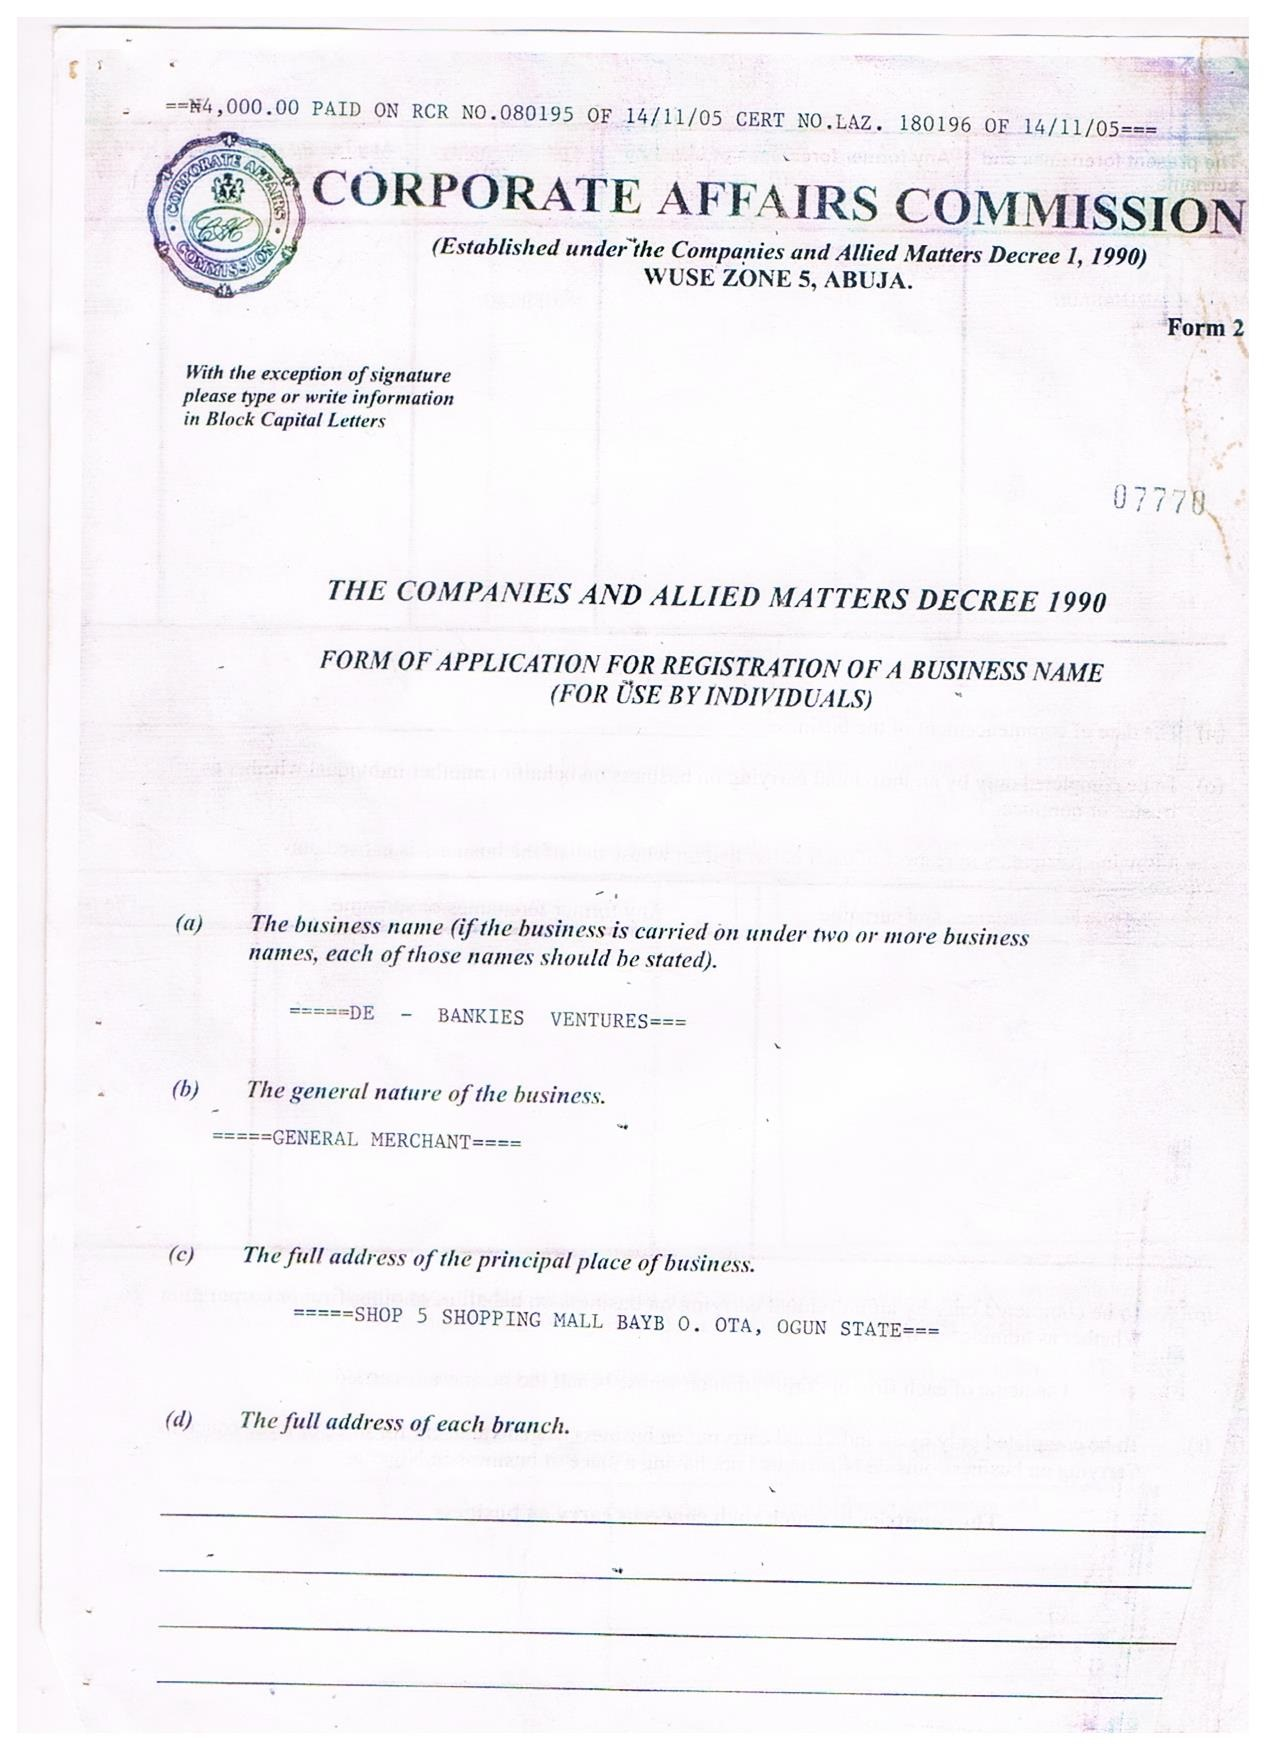 ==₦4,000.00 PAID ON RCR NO.080195 OF 14/11/05 CERT NO.LAZ. 180196 OF 14/11/05===
CORPORATE AFFAIRS
COMMISSION
CAC
CORPORATE AFFAIRS COMMISSION
(Established under the Companies and Allied Matters Decree 1, 1990)
WUSE ZONE 5, ABUJA.
Form 2
With the exception of signature
please type or write information
in Block Capital Letters
07770
THE COMPANIES AND ALLIED MATTERS DECREE 1990
FORM OF APPLICATION FOR REGISTRATION OF A BUSINESS NAME
(FOR USE BY INDIVIDUALS)
(a) The business name (if the business is carried on under two or more business
names, each of those names should be stated).
=====DE - BANKIES VENTURES===
(b) The general nature of the business.
=====GENERAL MERCHANT====
(c) The full address of the principal place of business.
=====SHOP 5 SHOPPING MALL BAYB O. OTA, OGUN STATE===
(d) The full address of each branch.